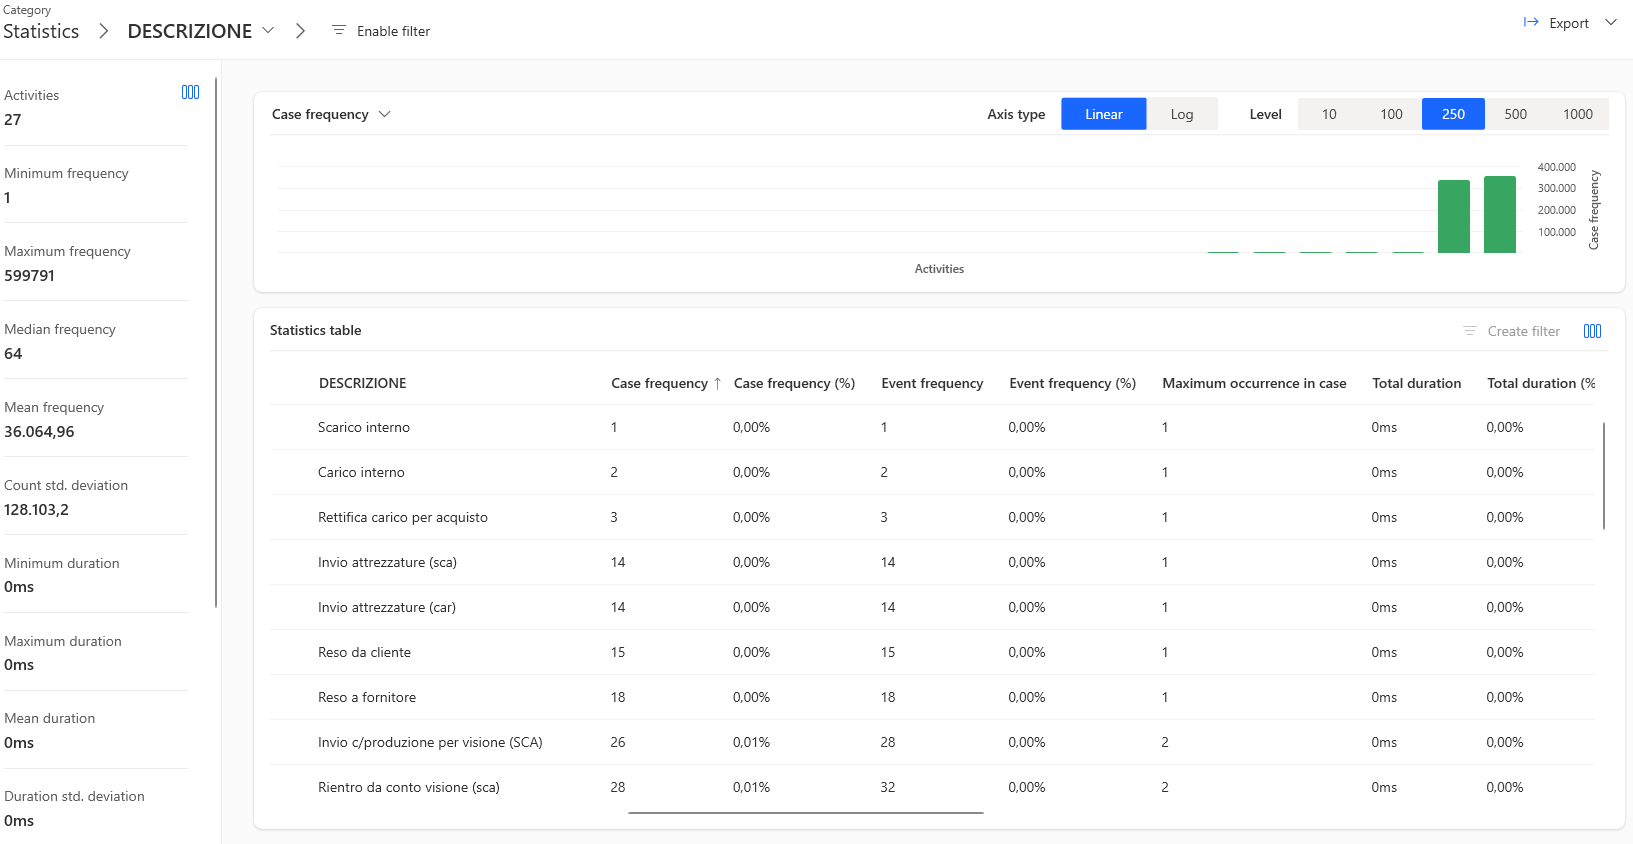 Category
Statistics
DESCRIZIONE
Enable filter
Export
Activities
27
Minimum frequency
1
Maximum frequency
599791
Median frequency
64
Mean frequency
36.064,96
Count std. deviation
128.103,2
Minimum duration
0ms
Maximum duration
0ms
Mean duration
0ms
Duration std. deviation
0ms
Case frequency
Axis type Linear Log Level 10 100 250 500 1000
400.000
300.000
200.000
100.000
Case frequency
Activities
Statistics table
Create filter
DESCRIZIONE Case frequency ↑ Case frequency (%) Event frequency Event frequency (%) Maximum occurrence in case Total duration Total duration (%
Scarico interno 1 0,00% 1 0,00% 1 0ms 0,00%
Carico interno 2 0,00% 2 0,00% 1 0ms 0,00%
Rettifica carico per acquisto 3 0,00% 3 0,00% 1 0ms 0,00%
Invio attrezzature (sca) 14 0,00% 14 0,00% 1 0ms 0,00%
Invio attrezzature (car) 14 0,00% 14 0,00% 1 0ms 0,00%
Reso da cliente 15 0,00% 15 0,00% 1 0ms 0,00%
Reso a fornitore 18 0,00% 18 0,00% 1 0ms 0,00%
Invio c/produzione per visione (SCA) 26 0,01% 28 0,00% 2 0ms 0,00%
Rientro da conto visione (sca) 28 0,01% 32 0,00% 2 0ms 0,00%